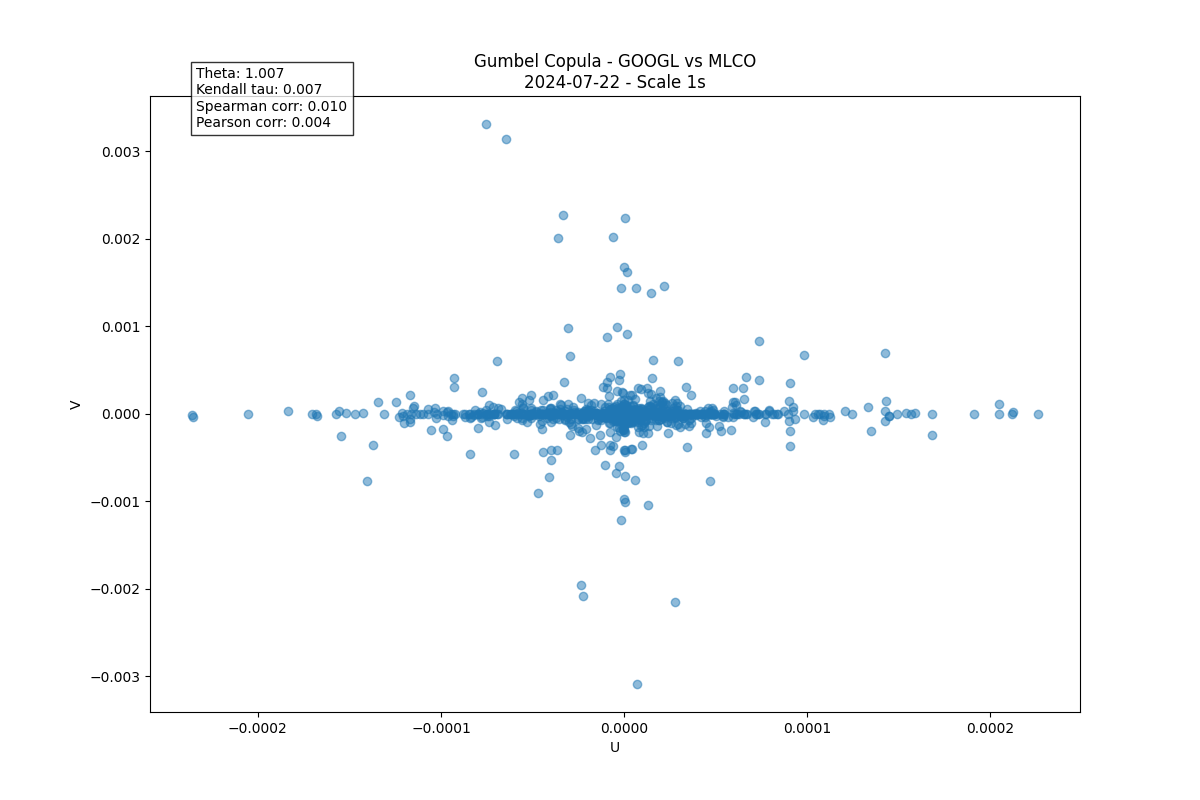 Gumbel Copula - GOOGL vs MLCO
2024-07-22 - Scale 1s
Theta: 1.007
Kendall tau: 0.007
Spearman corr: 0.010
Pearson corr: 0.004
0.003
0.002
0.001
0.000
−0.001
−0.002
−0.003
V
−0.0002
−0.0001
0.0000
0.0001
0.0002
U